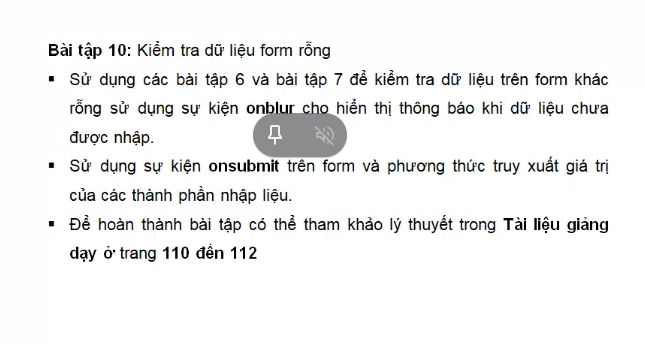 Bài tập 10: Kiểm tra dữ liệu form rỗng
▪ Sử dụng các bài tập 6 và bài tập 7 để kiểm tra dữ liệu trên form khác
rỗng sử dụng sự kiện onblur cho hiển thị thông báo khi dữ liệu chưa
được nhập.
▪ Sử dụng sự kiện onsubmit trên form và phương thức truy xuất giá trị
của các thành phần nhập liệu.
▪ Để hoàn thành bài tập có thể tham khảo lý thuyết trong Tài liệu giảng
dạy ở trang 110 đến 112